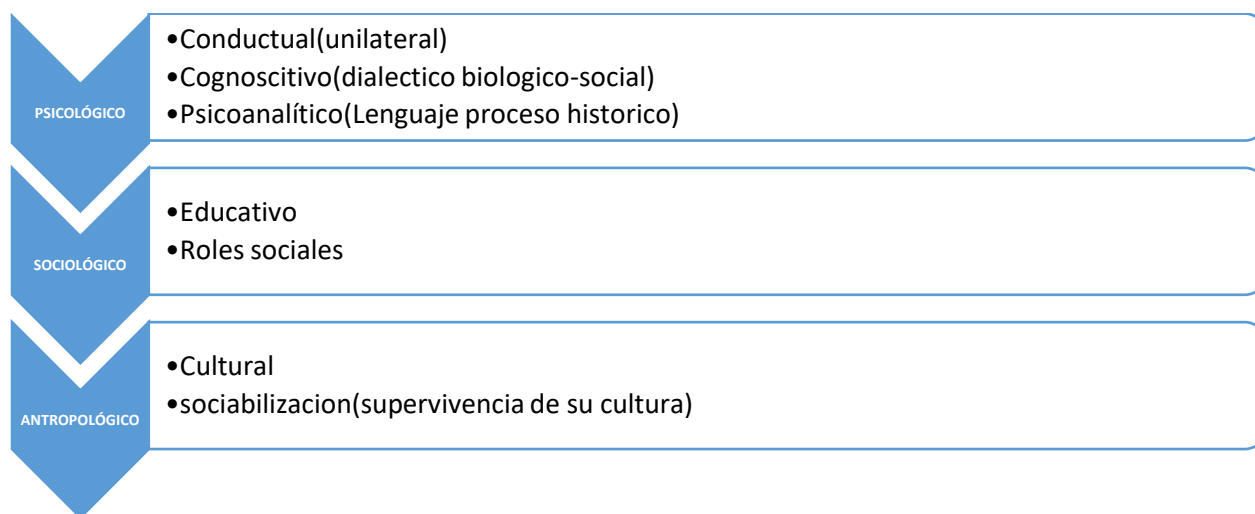 PSICOLÓGICO
•Conductual(unilateral)
•Cognoscitivo(dialectico biologico-social)
•Psicoanalítico(Lenguaje proceso historico)
SOCIOLÓGICO
•Educativo
•Roles sociales
ANTROPOLÓGICO
•Cultural
•sociabilizacion(supervivencia de su cultura)